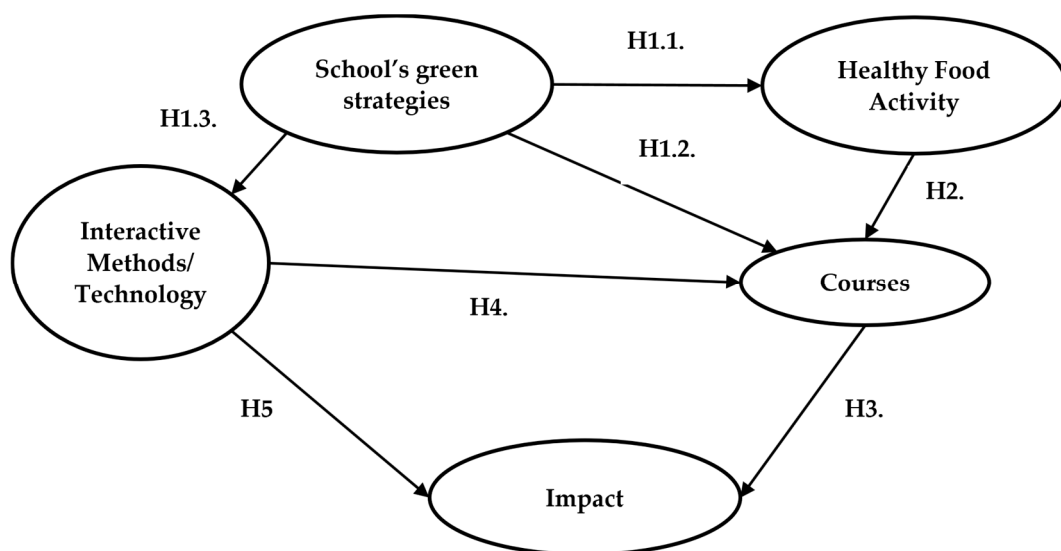 H1.1.
School's green
strategies
Healthy Food
Activity
H1.3.
H1.2.
H2.
Interactive
Methods/
Technology
Courses
H4.
H5
H3.
Impact